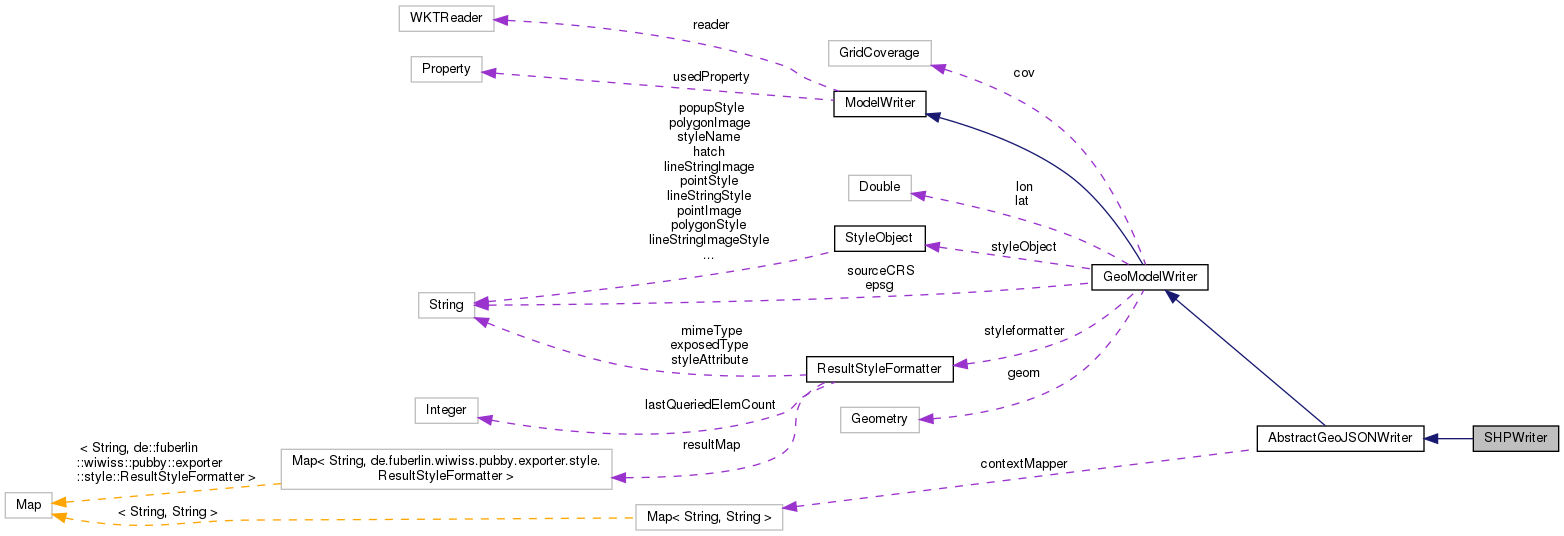 WKTReader
reader
GridCoverage
Property
cov
usedProperty
ModelWriter
popupStyle
polygonImage
styleName
hatch
lineStringImage
pointStyle
lineStringStyle
pointImage
polygonStyle
lineStringImageStyle
...
Double
lon
lat
StyleObject
styleObject
GeoModelWriter
sourceCRS
epsg
String
mimeType
exposedType
styleAttribute
styleformatter
ResultStyleFormatter
geom
Integer
lastQueriedElemCount
Geometry
AbstractGeoJSONWriter
SHPWriter
resultMap
< String, de::fuberlin
::wiwiss::pubby::exporter
::style::ResultStyleFormatter >
Map< String, de.fuberlin.wiwiss.pubby.exporter.style.
ResultStyleFormatter >
contextMapper
Map
< String, String >
Map< String, String >